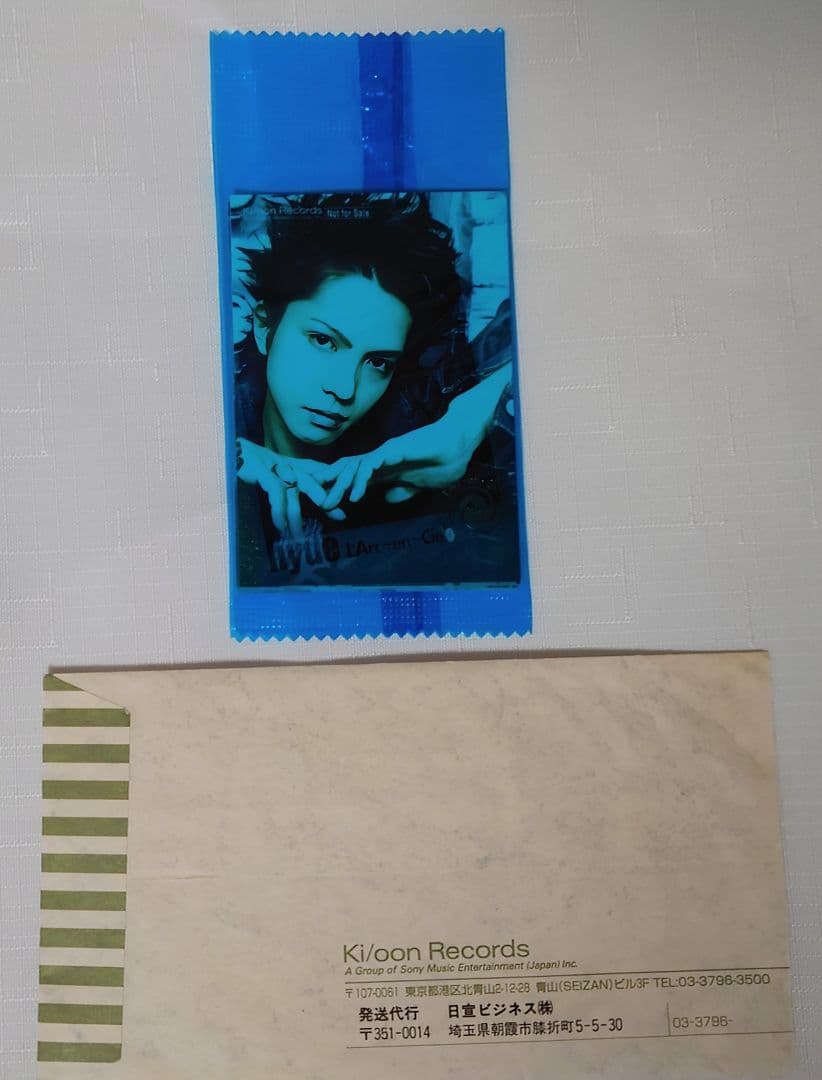 Ki/oon Records Not for Sale
hyde L'Arc~en~Ciel
Ki/oon Records
A Group of Sony Music Entertainment (Japan) Inc.
〒107-0061 東京都港区北青山2-12-28 青山(SEIZAN)ビル3F TEL:03-3796-3500
発送代行 日宣ビジネス㈱
〒351-0014 埼玉県朝霞市膝折町5-5-30
03-3796-